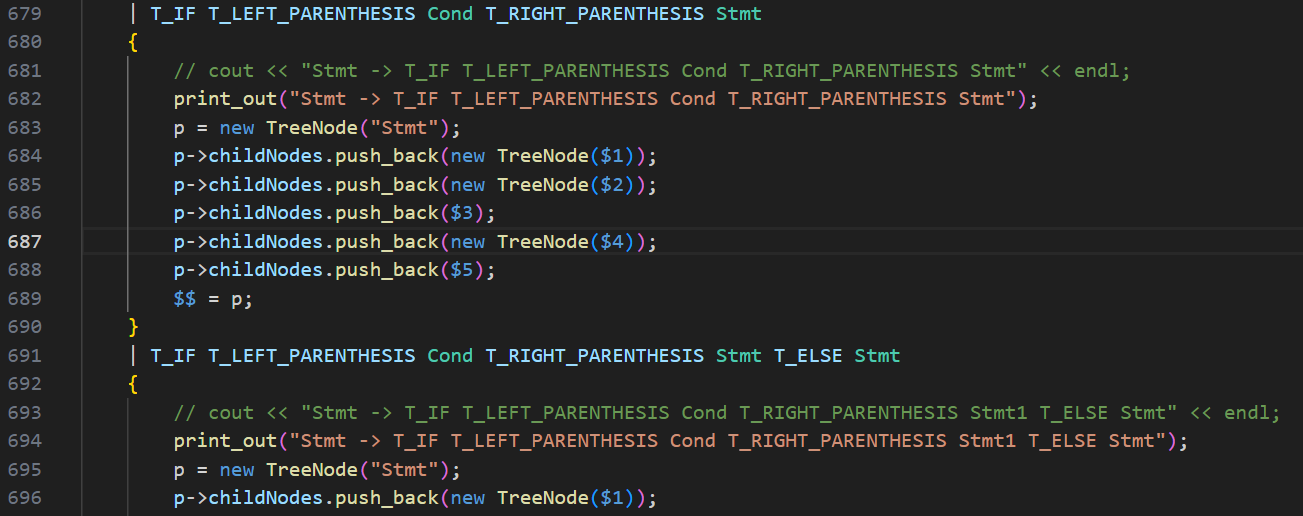 679 | T_IF T_LEFT_PARENTHESIS Cond T_RIGHT_PARENTHESIS Stmt
680 {
681 // cout << "Stmt -> T_IF T_LEFT_PARENTHESIS Cond T_RIGHT_PARENTHESIS Stmt" << endl;
682 print_out("Stmt -> T_IF T_LEFT_PARENTHESIS Cond T_RIGHT_PARENTHESIS Stmt");
683 p = new TreeNode("Stmt");
684 p->childNodes.push_back(new TreeNode($1));
685 p->childNodes.push_back(new TreeNode($2));
686 p->childNodes.push_back($3);
687 p->childNodes.push_back(new TreeNode($4));
688 p->childNodes.push_back($5);
689 $$ = p;
690 }
691 | T_IF T_LEFT_PARENTHESIS Cond T_RIGHT_PARENTHESIS Stmt T_ELSE Stmt
692 {
693 // cout << "Stmt -> T_IF T_LEFT_PARENTHESIS Cond T_RIGHT_PARENTHESIS Stmt1 T_ELSE Stmt" << endl;
694 print_out("Stmt -> T_IF T_LEFT_PARENTHESIS Cond T_RIGHT_PARENTHESIS Stmt1 T_ELSE Stmt");
695 p = new TreeNode("Stmt");
696 p->childNodes.push_back(new TreeNode($1));